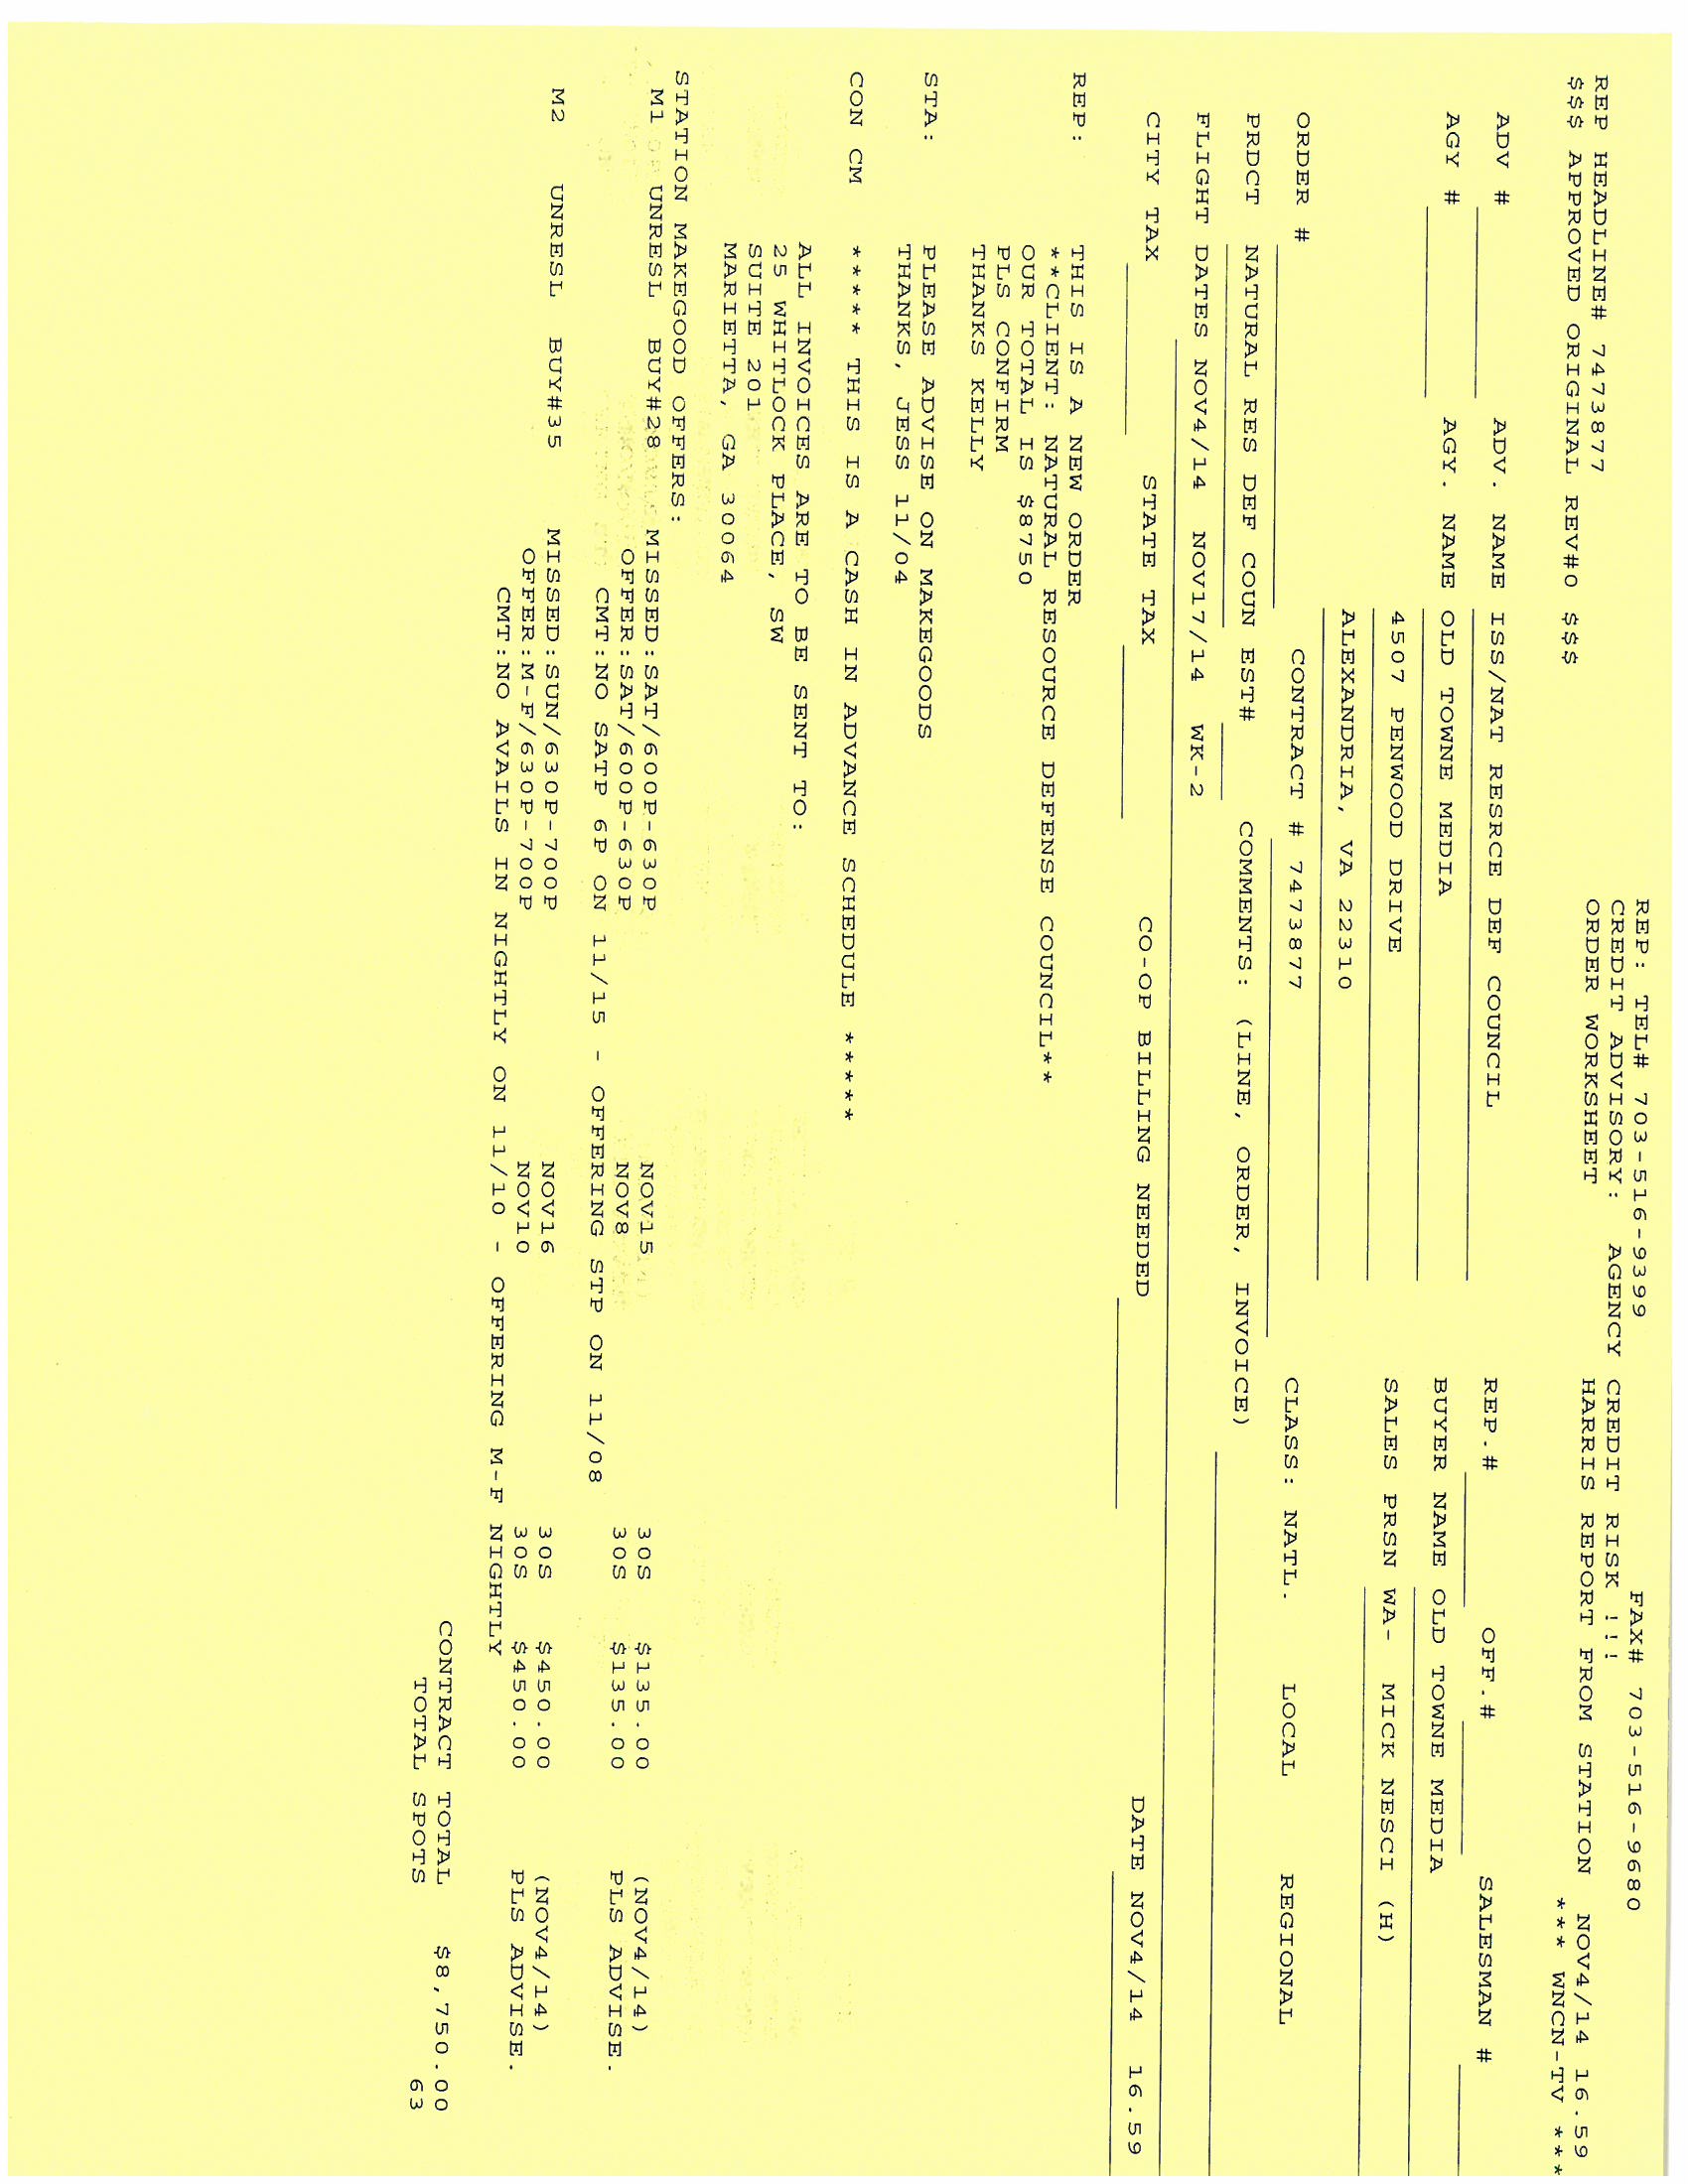 REP: TEL# 703-516-9399 FAX# 703-516-9680
CREDIT ADVISORY: AGENCY CREDIT RISK !!!
REP HEADLINE# 7473877 ORDER WORKSHEET HARRIS REPORT FROM STATION NOV4/14 16.59
$$$ APPROVED ORIGINAL REV#0 $$$ *** WNCN-TV ***
ADV # ADV. NAME ISS/NAT RESRCE DEF COUNCIL REP.# OFF.# SALESMAN #
AGY # AGY. NAME OLD TOWNE MEDIA BUYER NAME OLD TOWNE MEDIA
4507 PENWOOD DRIVE SALES PRSN WA- MICK NESCI (H)
ALEXANDRIA, VA 22310
ORDER # CONTRACT # 7473877 CLASS: NATL. LOCAL REGIONAL
PRDCT NATURAL RES DEF COUN EST# COMMENTS: (LINE, ORDER, INVOICE)
FLIGHT DATES NOV4/14 NOV17/14 WK-2
CITY TAX STATE TAX CO-OP BILLING NEEDED DATE NOV4/14 16.59
REP: THIS IS A NEW ORDER
**CLIENT: NATURAL RESOURCE DEFENSE COUNCIL**
OUR TOTAL IS $8750
PLS CONFIRM
THANKS KELLY
STA: PLEASE ADVISE ON MAKEGOODS
THANKS, JESS 11/04
CON CM ***** THIS IS A CASH IN ADVANCE SCHEDULE *****
ALL INVOICES ARE TO BE SENT TO:
25 WHITLOCK PLACE, SW
SUITE 201
MARIETTA, GA 30064
STATION MAKEGOOD OFFERS:
M1 UNRESL BUY#28 MISSED:SAT/600P-630P NOV15 30S $135.00 (NOV4/14)
OFFER:SAT/600P-630P NOV8 30S $135.00 PLS ADVISE.
CMT:NO SATP 6P ON 11/15 - OFFERING STP ON 11/08
M2 UNRESL BUY#35 MISSED:SUN/630P-700P NOV16 30S $450.00 (NOV4/14)
OFFER:M-F/630P-700P NOV10 30S $450.00 PLS ADVISE.
CMT:NO AVAILS IN NIGHTLY ON 11/10 - OFFERING M-F NIGHTLY
CONTRACT TOTAL $8,750.00
TOTAL SPOTS 63